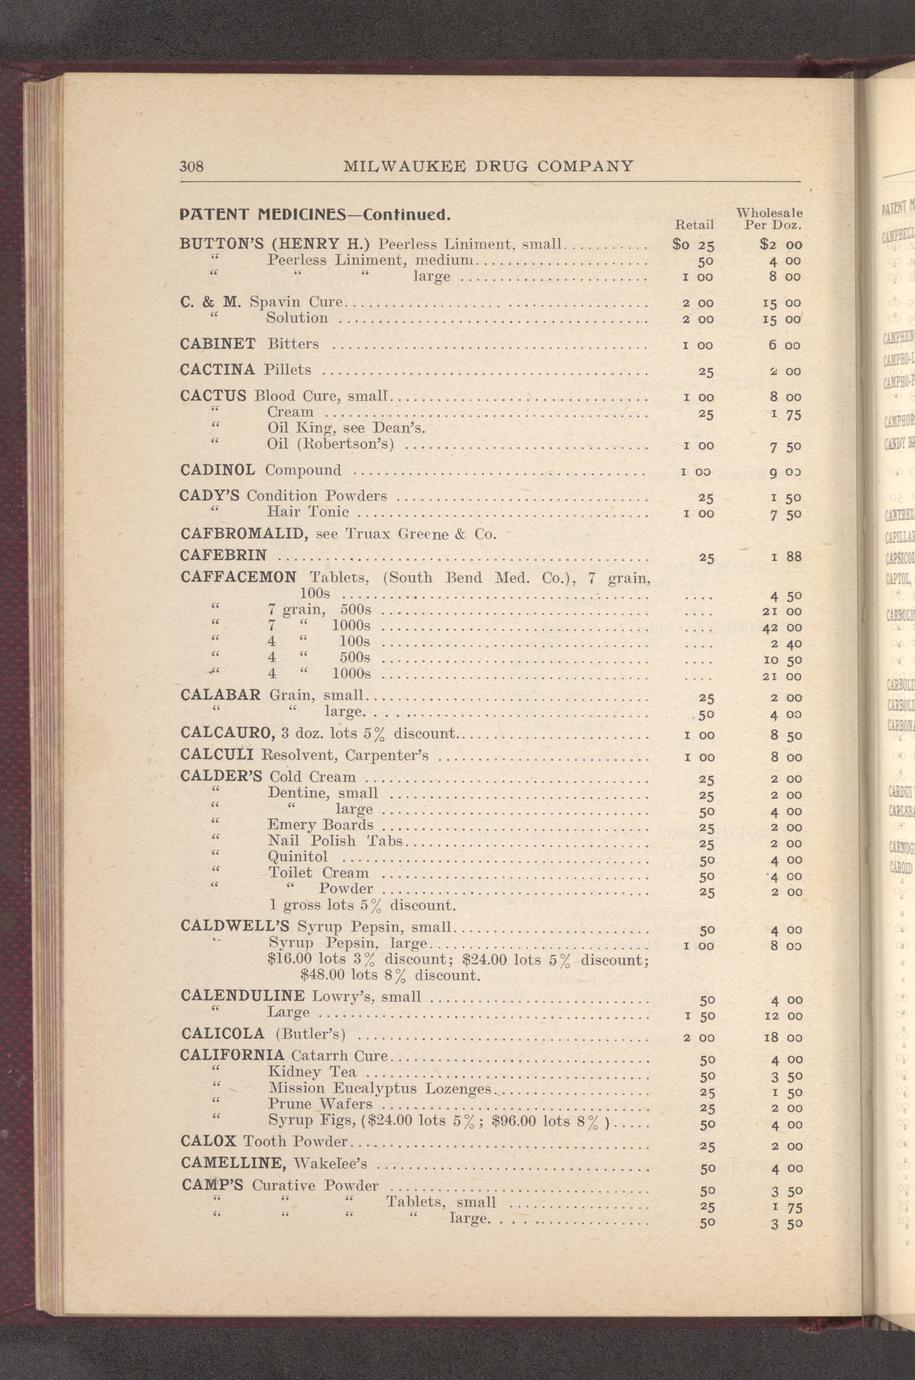 308 MILWAUKEE DRUG COMPANY
PATENT MEDICINES—Continued.
Retail Wholesale Per Doz.
BUTTON'S (HENRY H.) Peerless Liniment, small........... $0 25 $2 00
“ Peerless Liniment, medium...................... 50 4 00
“ “ “ large ........................ 1 00 8 00
C. & M. Spavin Cure....................................... 2 00 15 00
“ Solution ....................................... 2 00 15 00
CABINET Bitters ........................................ 1 00 6 00
CACTINA Pillets ......................................... 25 2 00
CACTUS Blood Cure, small................................. 1 00 8 00
“ Cream ......................................... 25 1 75
“ Oil King, see Dean's.
“ Oil (Robertson's) ............................... 1 00 7 50
CADINOL Compound ..................................... 1 00 9 00
CADY'S Condition Powders ................................ 25 1 50
“ Hair Tonic ..................................... 1 00 7 50
CAFBROMALID, see Truax Greene & Co.
CAFEBRIN ............................................... 25 1 88
CAFFACEMON Tablets, (South Bend Med. Co.), 7 grain,
100s ....................................... .... 4 50
“ 7 grain, 500s .................................. .... 21 00
“ 7 “ 1000s .................................. .... 42 00
“ 4 “ 100s .................................. .... 2 40
“ 4 “ 500s .................................. .... 10 50
“ 4 “ 1000s .................................. .... 21 00
CALABAR Grain, small.................................... 25 2 00
“ “ large.................................... 50 4 00
CALCAURO, 3 doz. lots 5% discount......................... 1 00 8 50
CALCULI Resolvent, Carpenter's ........................... 1 00 8 00
CALDER'S Cold Cream .................................... 25 2 00
“ Dentine, small ................................. 25 2 00
“ “ large .................................. 50 4 00
“ Emery Boards .................................. 25 2 00
“ Nail Polish Tabs............................... 25 2 00
“ Quinitol ....................................... 50 4 00
“ Toilet Cream .................................. 50 4 00
“ “ Powder .................................. 25 2 00
1 gross lots 5% discount.
CALDWELL'S Syrup Pepsin, small......................... 50 4 00
“ Syrup Pepsin, large............................ 1 00 8 00
$16.00 lots 3% discount; $24.00 lots 5% discount;
$48.00 lots 8% discount.
CALENDULINE Lowry's, small ............................ 50 4 00
“ Large .......................................... 1 50 12 00
CALICOLA (Butler's) ..................................... 2 00 18 00
CALIFORNIA Catarrh Cure................................. 50 4 00
“ Kidney Tea .................................... 50 3 50
“ Mission Eucalyptus Lozenges.................... 25 1 50
“ Prune Wafers .................................. 25 2 00
“ Syrup Figs, ($24.00 lots 5%; $96.00 lots 8%)..... 50 4 00
CALOX Tooth Powder...................................... 25 2 00
CAMELLINE, Wakelee's ................................... 50 4 00
CAMP'S Curative Powder ................................. 50 3 50
“ “ “ Tablets, small .................. 25 1 75
“ “ “ “ large..................... 50 3 50